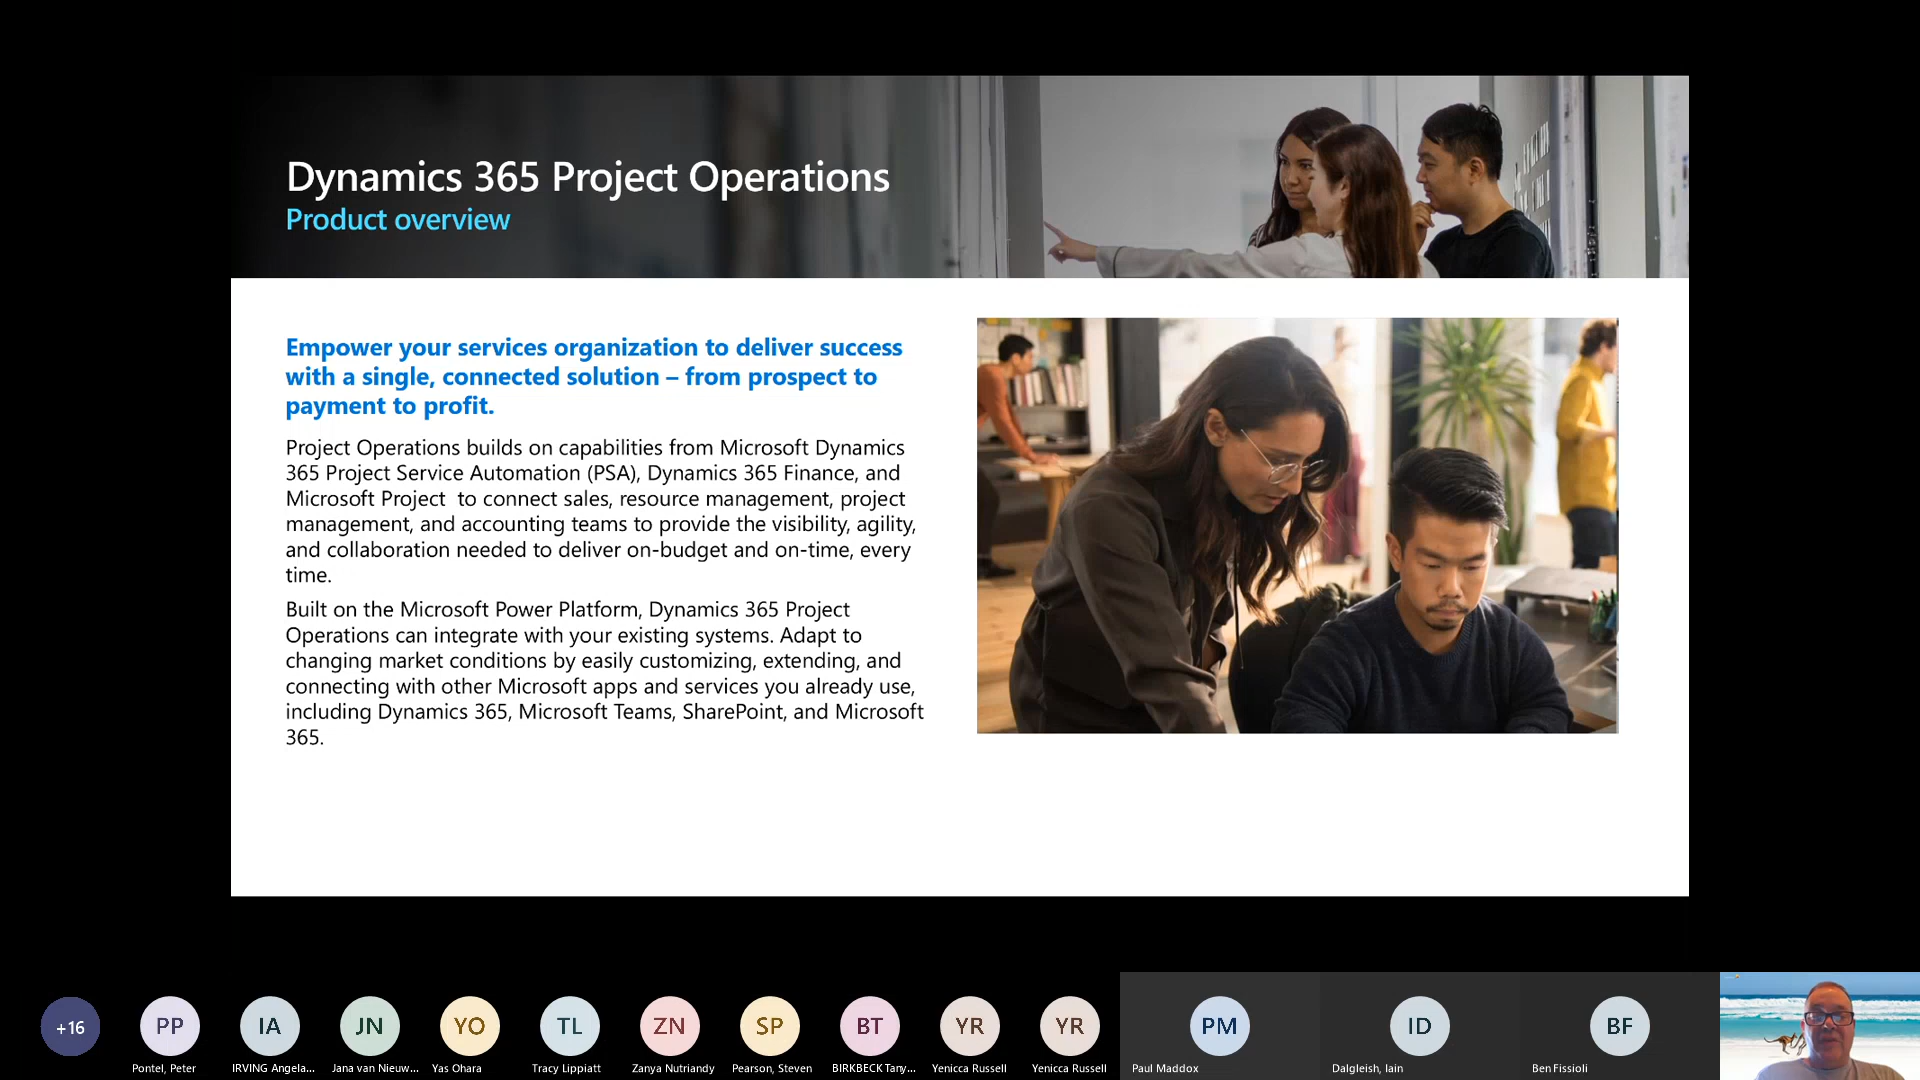 Dynamics 365 Project Operations
Product overview
Empower your services organization to deliver success
with a single, connected solution – from prospect to
payment to profit.
Project Operations builds on capabilities from Microsoft Dynamics
365 Project Service Automation (PSA), Dynamics 365 Finance, and
Microsoft Project  to connect sales, resource management, project
management, and accounting teams to provide the visibility, agility,
and collaboration needed to deliver on-budget and on-time, every
time.
Built on the Microsoft Power Platform, Dynamics 365 Project
Operations can integrate with your existing systems. Adapt to
changing market conditions by easily customizing, extending, and
connecting with other Microsoft apps and services you already use,
including Dynamics 365, Microsoft Teams, SharePoint, and Microsoft
365.
+16 PP IA JN YO TL ZN SP BT YR YR PM ID BF
Pontel, Peter IRVING Angela... Jana van Nieuw... Yas Ohara Tracy Lippiatt Zanya Nutriandy Pearson, Steven BIRKBECK Tany... Yenicca Russell Yenicca Russell Paul Maddox Dalgleish, Iain Ben Fissioli